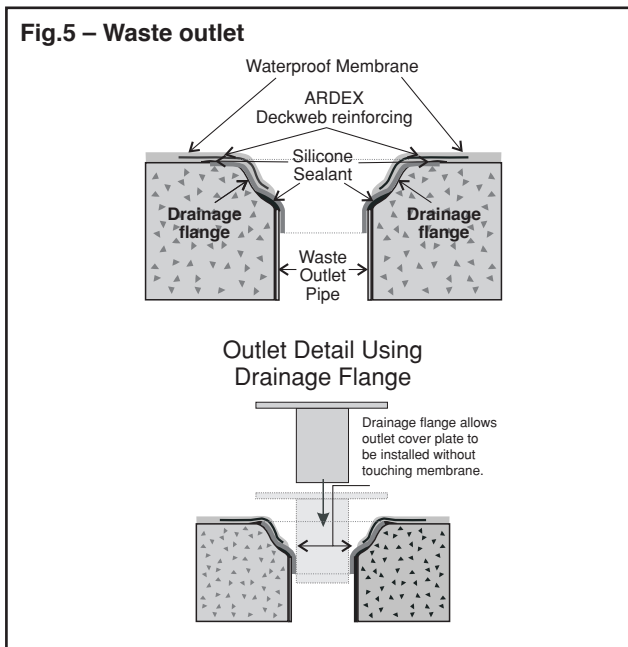 Fig.5 – Waste outlet
Waterproof Membrane
ARDEX
Deckweb reinforcing
Silicone
Sealant
Drainage
flange
Drainage
flange
Waste
Outlet
Pipe
Outlet Detail Using
Drainage Flange
Drainage flange allows
outlet cover plate to
be installed without
touching membrane.